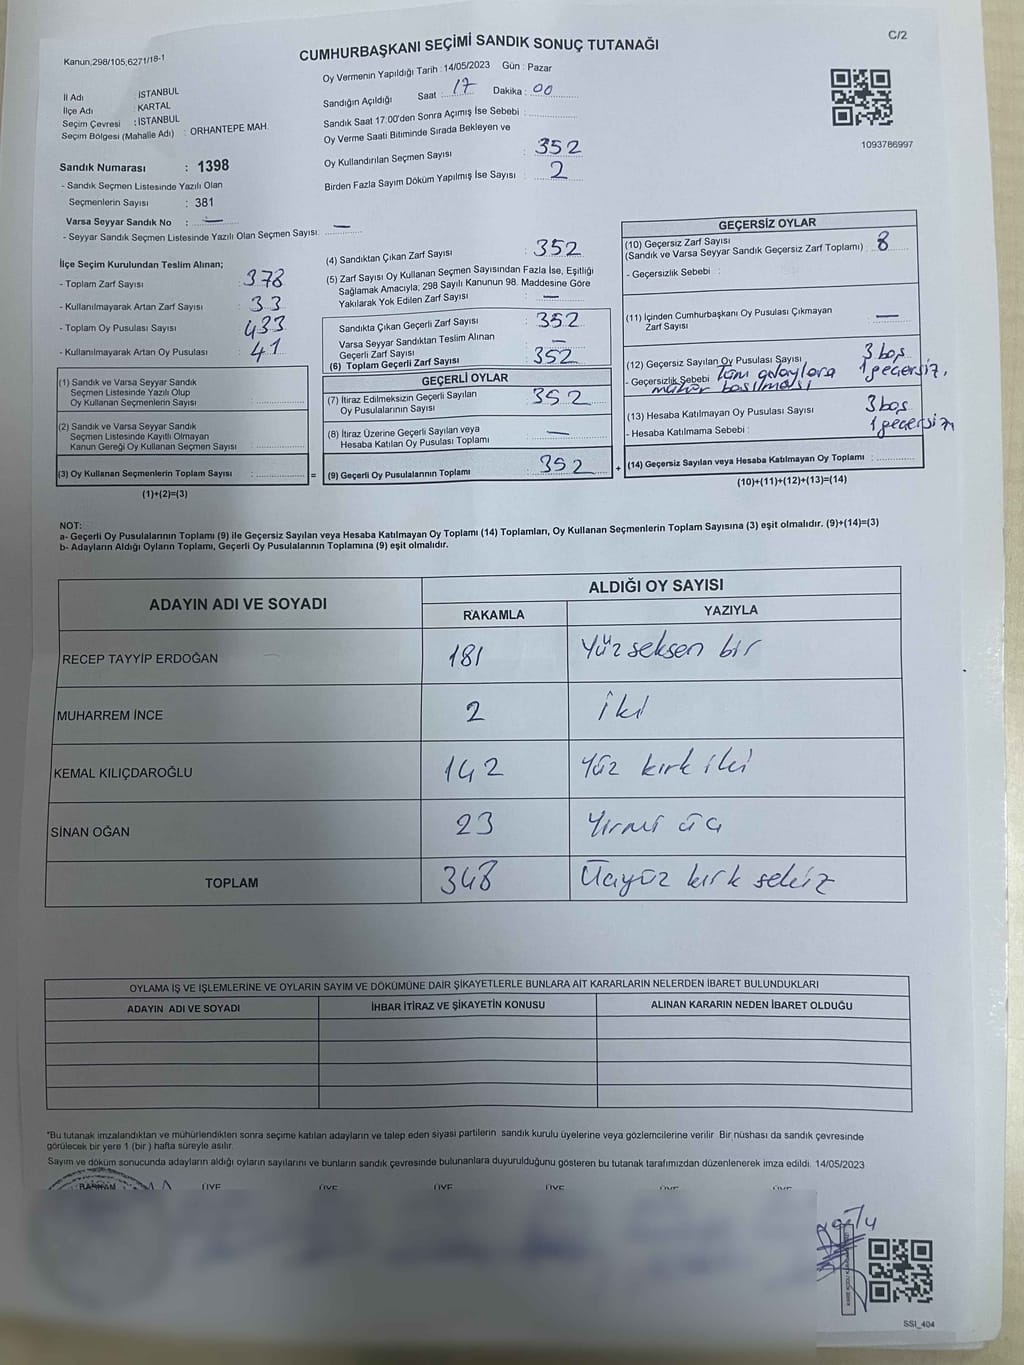 Kanun;298/105;6271/18-1
CUMHURBAŞKANI SEÇİMİ SANDIK SONUÇ TUTANAĞI
C/2
İl Adı : İSTANBUL
İlçe Adı : KARTAL
Seçim Çevresi : İSTANBUL
Seçim Bölgesi (Mahalle Adı) : ORHANTEPE MAH.
Oy Vermenin Yapıldığı Tarih : 14/05/2023 Gün : Pazar
Sandığın Açıldığı Saat : 17 Dakika : 00
Sandık Saat 17.00'den Sonra Açımış İse Sebebi :
Oy Verme Saati Bitiminde Sırada Bekleyen ve
Oy Kullandırılan Seçmen Sayısı : 352
Birden Fazla Sayım Döküm Yapılmış İse Sayısı : 2
1093786997
Sandık Numarası : 1398
- Sandık Seçmen Listesinde Yazılı Olan
Seçmenlerin Sayısı : 381
Varsa Seyyar Sandık No : —
- Seyyar Sandık Seçmen Listesinde Yazılı Olan Seçmen Sayısı: —
İlçe Seçim Kurulundan Teslim Alınan;
- Toplam Zarf Sayısı : 378
- Kullanılmayarak Artan Zarf Sayısı : 33
- Toplam Oy Pusulası Sayısı : 433
- Kullanılmayarak Artan Oy Pusulası : 41
(1) Sandık ve Varsa Seyyar Sandık
Seçmen Listesinde Yazılı Olup
Oy Kullanan Seçmenlerin Sayısı :
(2) Sandık ve Varsa Seyyar Sandık
Seçmen Listesinde Kayıtlı Olmayan
Kanun Gereği Oy Kullanan Seçmen Sayısı :
(3) Oy Kullanan Seçmenlerin Toplam Sayısı :
(1)+(2)=(3)
(4) Sandıktan Çıkan Zarf Sayısı : 352
(5) Zarf Sayısı Oy Kullanan Seçmen Sayısından Fazla İse, Eşitliği
Sağlamak Amacıyla; 298 Sayılı Kanunun 98. Maddesine Göre
Yakılarak Yok Edilen Zarf Sayısı : —
Sandıkta Çıkan Geçerli Zarf Sayısı : 352
Varsa Seyyar Sandıktan Teslim Alınan
Geçerli Zarf Sayısı : —
(6) Toplam Geçerli Zarf Sayısı : 352
GEÇERLİ OYLAR
(7) İtiraz Edilmeksizin Geçerli Sayılan
Oy Pusulalarının Sayısı : 352
(8) İtiraz Üzerine Geçerli Sayılan veya
Hesaba Katılan Oy Pusulası Toplamı : —
= (9) Geçerli Oy Pusulalarının Toplamı : 352 +
GEÇERSİZ OYLAR
(10) Geçersiz Zarf Sayısı
(Sandık ve Varsa Seyyar Sandık Geçersiz Zarf Toplamı) : 8
- Geçersizlik Sebebi :
(11) İçinden Cumhurbaşkanı Oy Pusulası Çıkmayan
Zarf Sayısı : —
(12) Geçersiz Sayılan Oy Pusulası Sayısı : 3 boş
1 geçersiz.
- Geçersizlik Sebebi : Tüm adaylara
mühür basılması
(13) Hesaba Katılmayan Oy Pusulası Sayısı : 3 boş
1 geçersiz
- Hesaba Katılmama Sebebi :
(14) Geçersiz Sayılan veya Hesaba Katılmayan Oy Toplamı :
(10)+(11)+(12)+(13)=(14)
NOT:
a- Geçerli Oy Pusulalarının Toplamı (9) ile Geçersiz Sayılan veya Hesaba Katılmayan Oy Toplamı (14) Toplamları, Oy Kullanan Seçmenlerin Toplam Sayısına (3) eşit olmalıdır. (9)+(14)=(3)
b- Adayların Aldığı Oyların Toplamı, Geçerli Oy Pusulalarının Toplamına (9) eşit olmalıdır.
ADAYIN ADI VE SOYADI
ALDIĞI OY SAYISI
RAKAMLA YAZIYLA
RECEP TAYYİP ERDOĞAN 181 Yüz seksen bir
MUHARREM İNCE 2 iki
KEMAL KILIÇDAROĞLU 142 Yüz kırk iki
SİNAN OĞAN 23 Yirmi üç
TOPLAM 348 Üçyüz kırk sekiz
OYLAMA İŞ VE İŞLEMLERİNE VE OYLARIN SAYIM VE DÖKÜMÜNE DAİR ŞİKAYETLERLE BUNLARA AİT KARARLARIN NELERDEN İBARET BULUNDUKLARI
ADAYIN ADI VE SOYADI İHBAR İTİRAZ VE ŞİKAYETİN KONUSU ALINAN KARARIN NEDEN İBARET OLDUĞU
*Bu tutanak imzalandıktan ve mühürlendikten sonra seçime katılan adayların ve talep eden siyasi partilerin sandık kurulu üyelerine veya gözlemcilerine verilir Bir nüshası da sandık çevresinde
görülecek bir yere 1 (bir) hafta süreyle asılır.
Sayım ve döküm sonucunda adayların aldığı oyların sayılarını ve bunların sandık çevresinde bulunanlara duyurulduğunu gösteren bu tutanak tarafımızdan düzenlenerek imza edildi. 14/05/2023
BAŞKAN ÜYE ÜYE ÜYE ÜYE ÜYE ÜYE
SSI_404